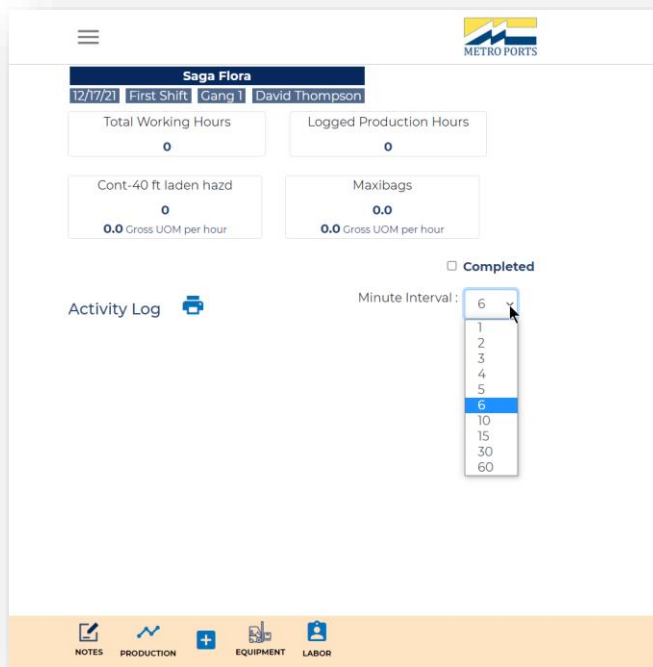 METRO PORTS
Saga Flora
12/17/21 First Shift Gang 1 David Thompson
Total Working Hours
0
Logged Production Hours
0
Cont-40 ft laden hazd
0
0.0 Gross UOM per hour
Maxibags
0.0
0.0 Gross UOM per hour
Completed
Activity Log
Minute Interval : 6
1
2
3
4
5
6
10
15
30
60
NOTES PRODUCTION EQUIPMENT LABOR